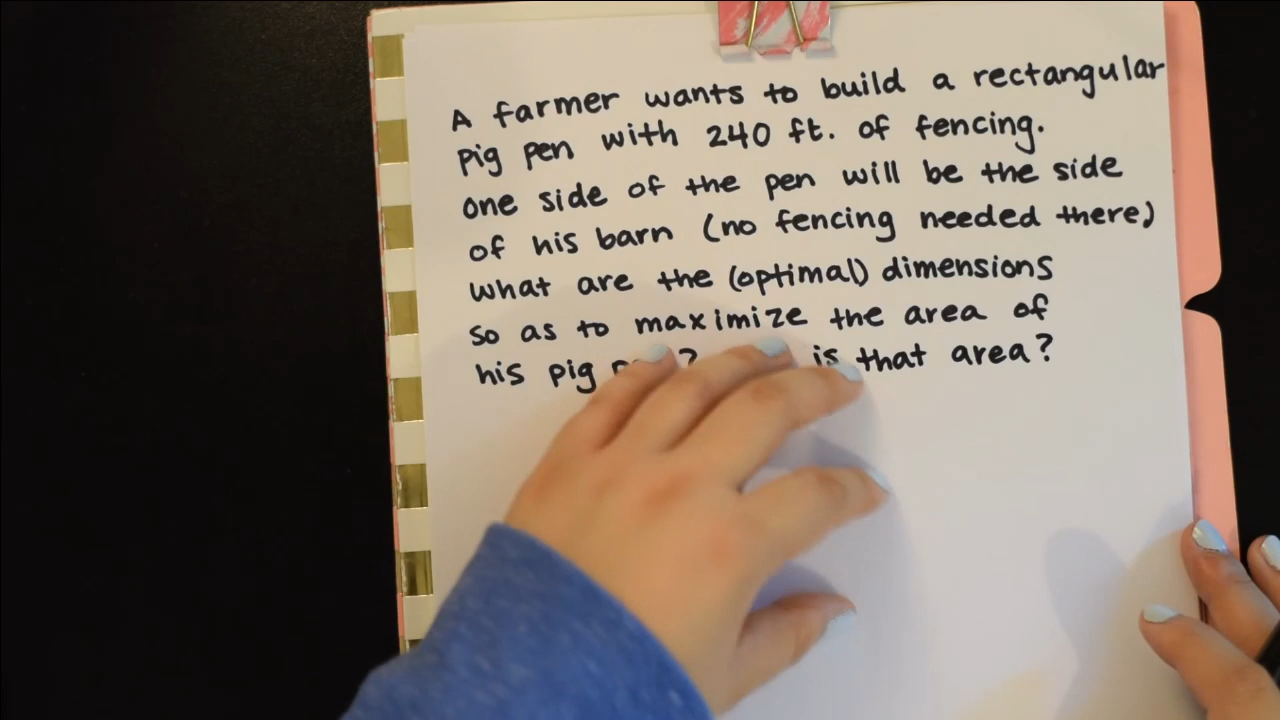 A farmer wants to build a rectangular
pig pen with 240 ft. of fencing.
one side of the pen will be the side
of his barn (no fencing needed there)
what are the (optimal) dimensions
so as to maximize the area of
his pig ? is that area?